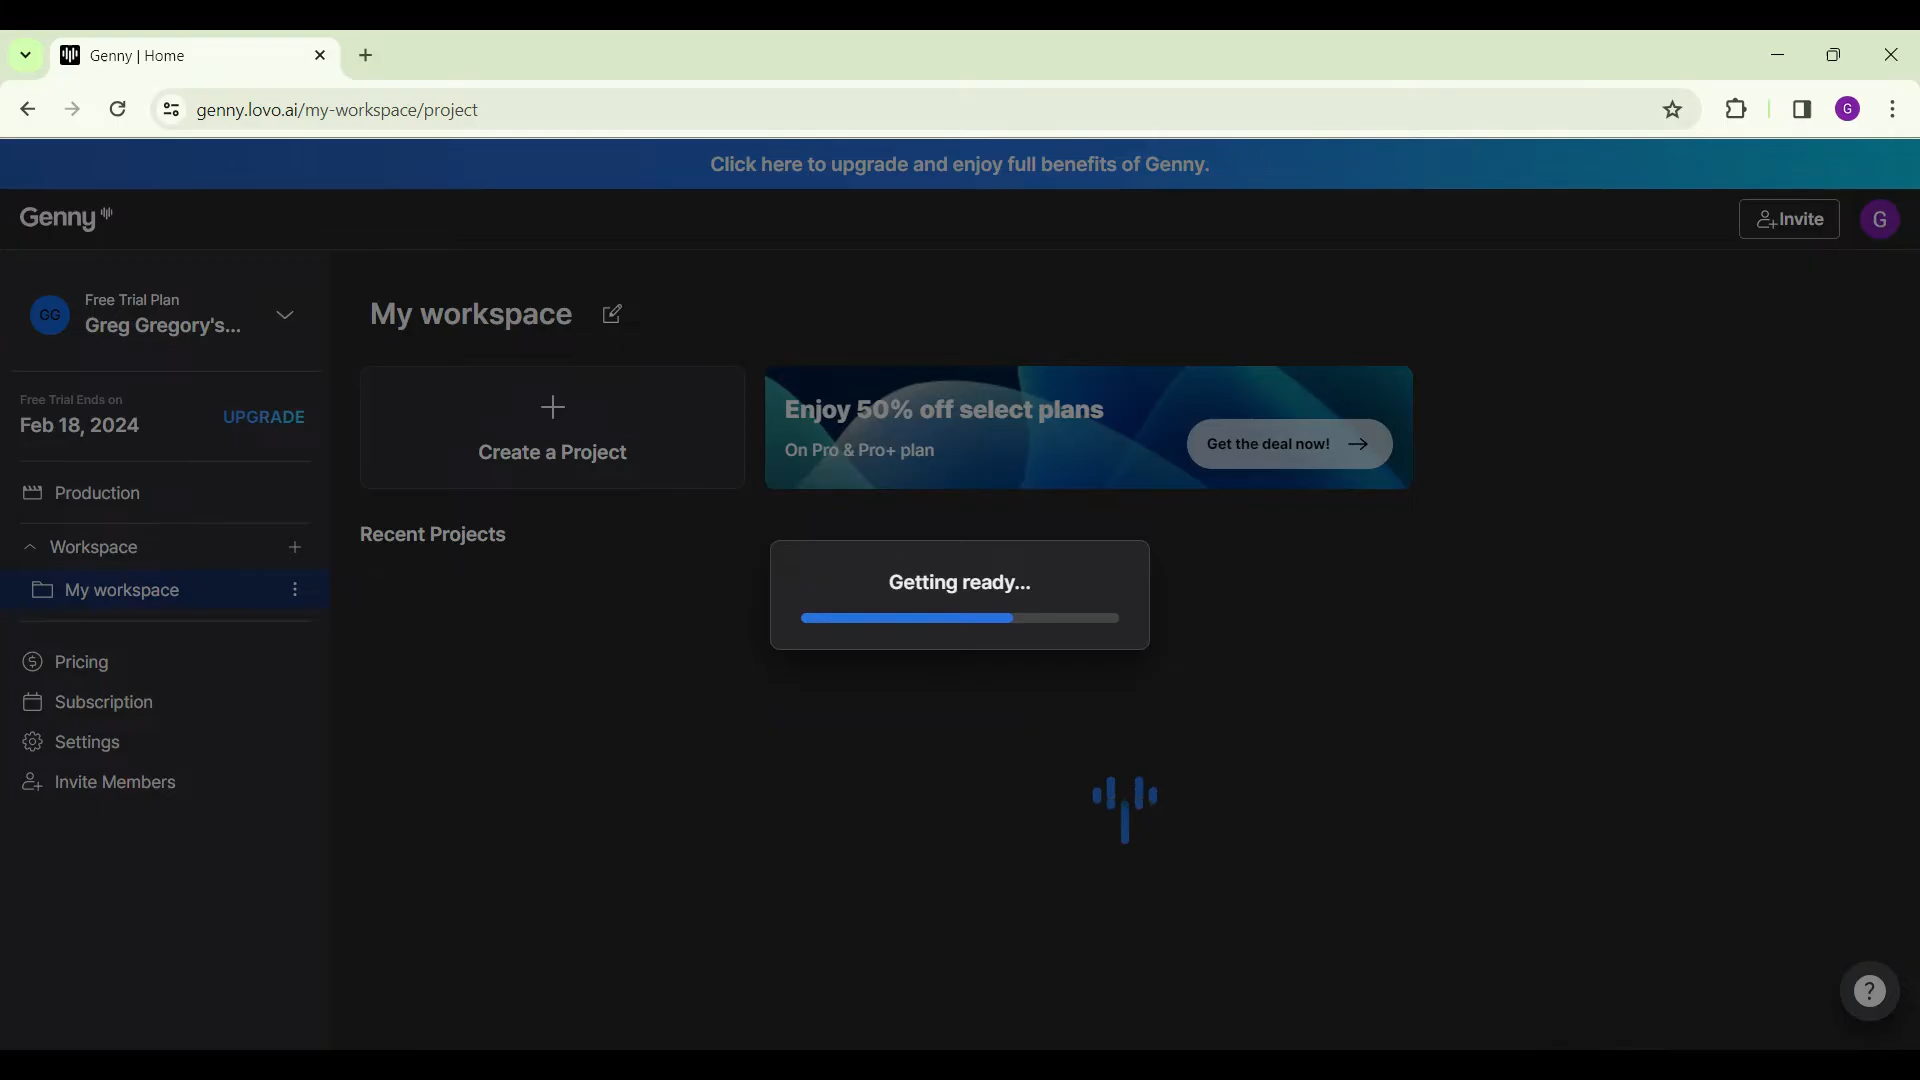 Genny | Home
genny.lovo.ai/my-workspace/project
G
Click here to upgrade and enjoy full benefits of Genny.
Genny
Invite
G
GG
Free Trial Plan
Greg Gregory's...
My workspace
Free Trial Ends on
Feb 18, 2024
UPGRADE
Create a Project
Enjoy 50% off select plans
On Pro & Pro+ plan
Get the deal now!
Production
Recent Projects
Workspace
My workspace
Getting ready...
Pricing
Subscription
Settings
Invite Members
?